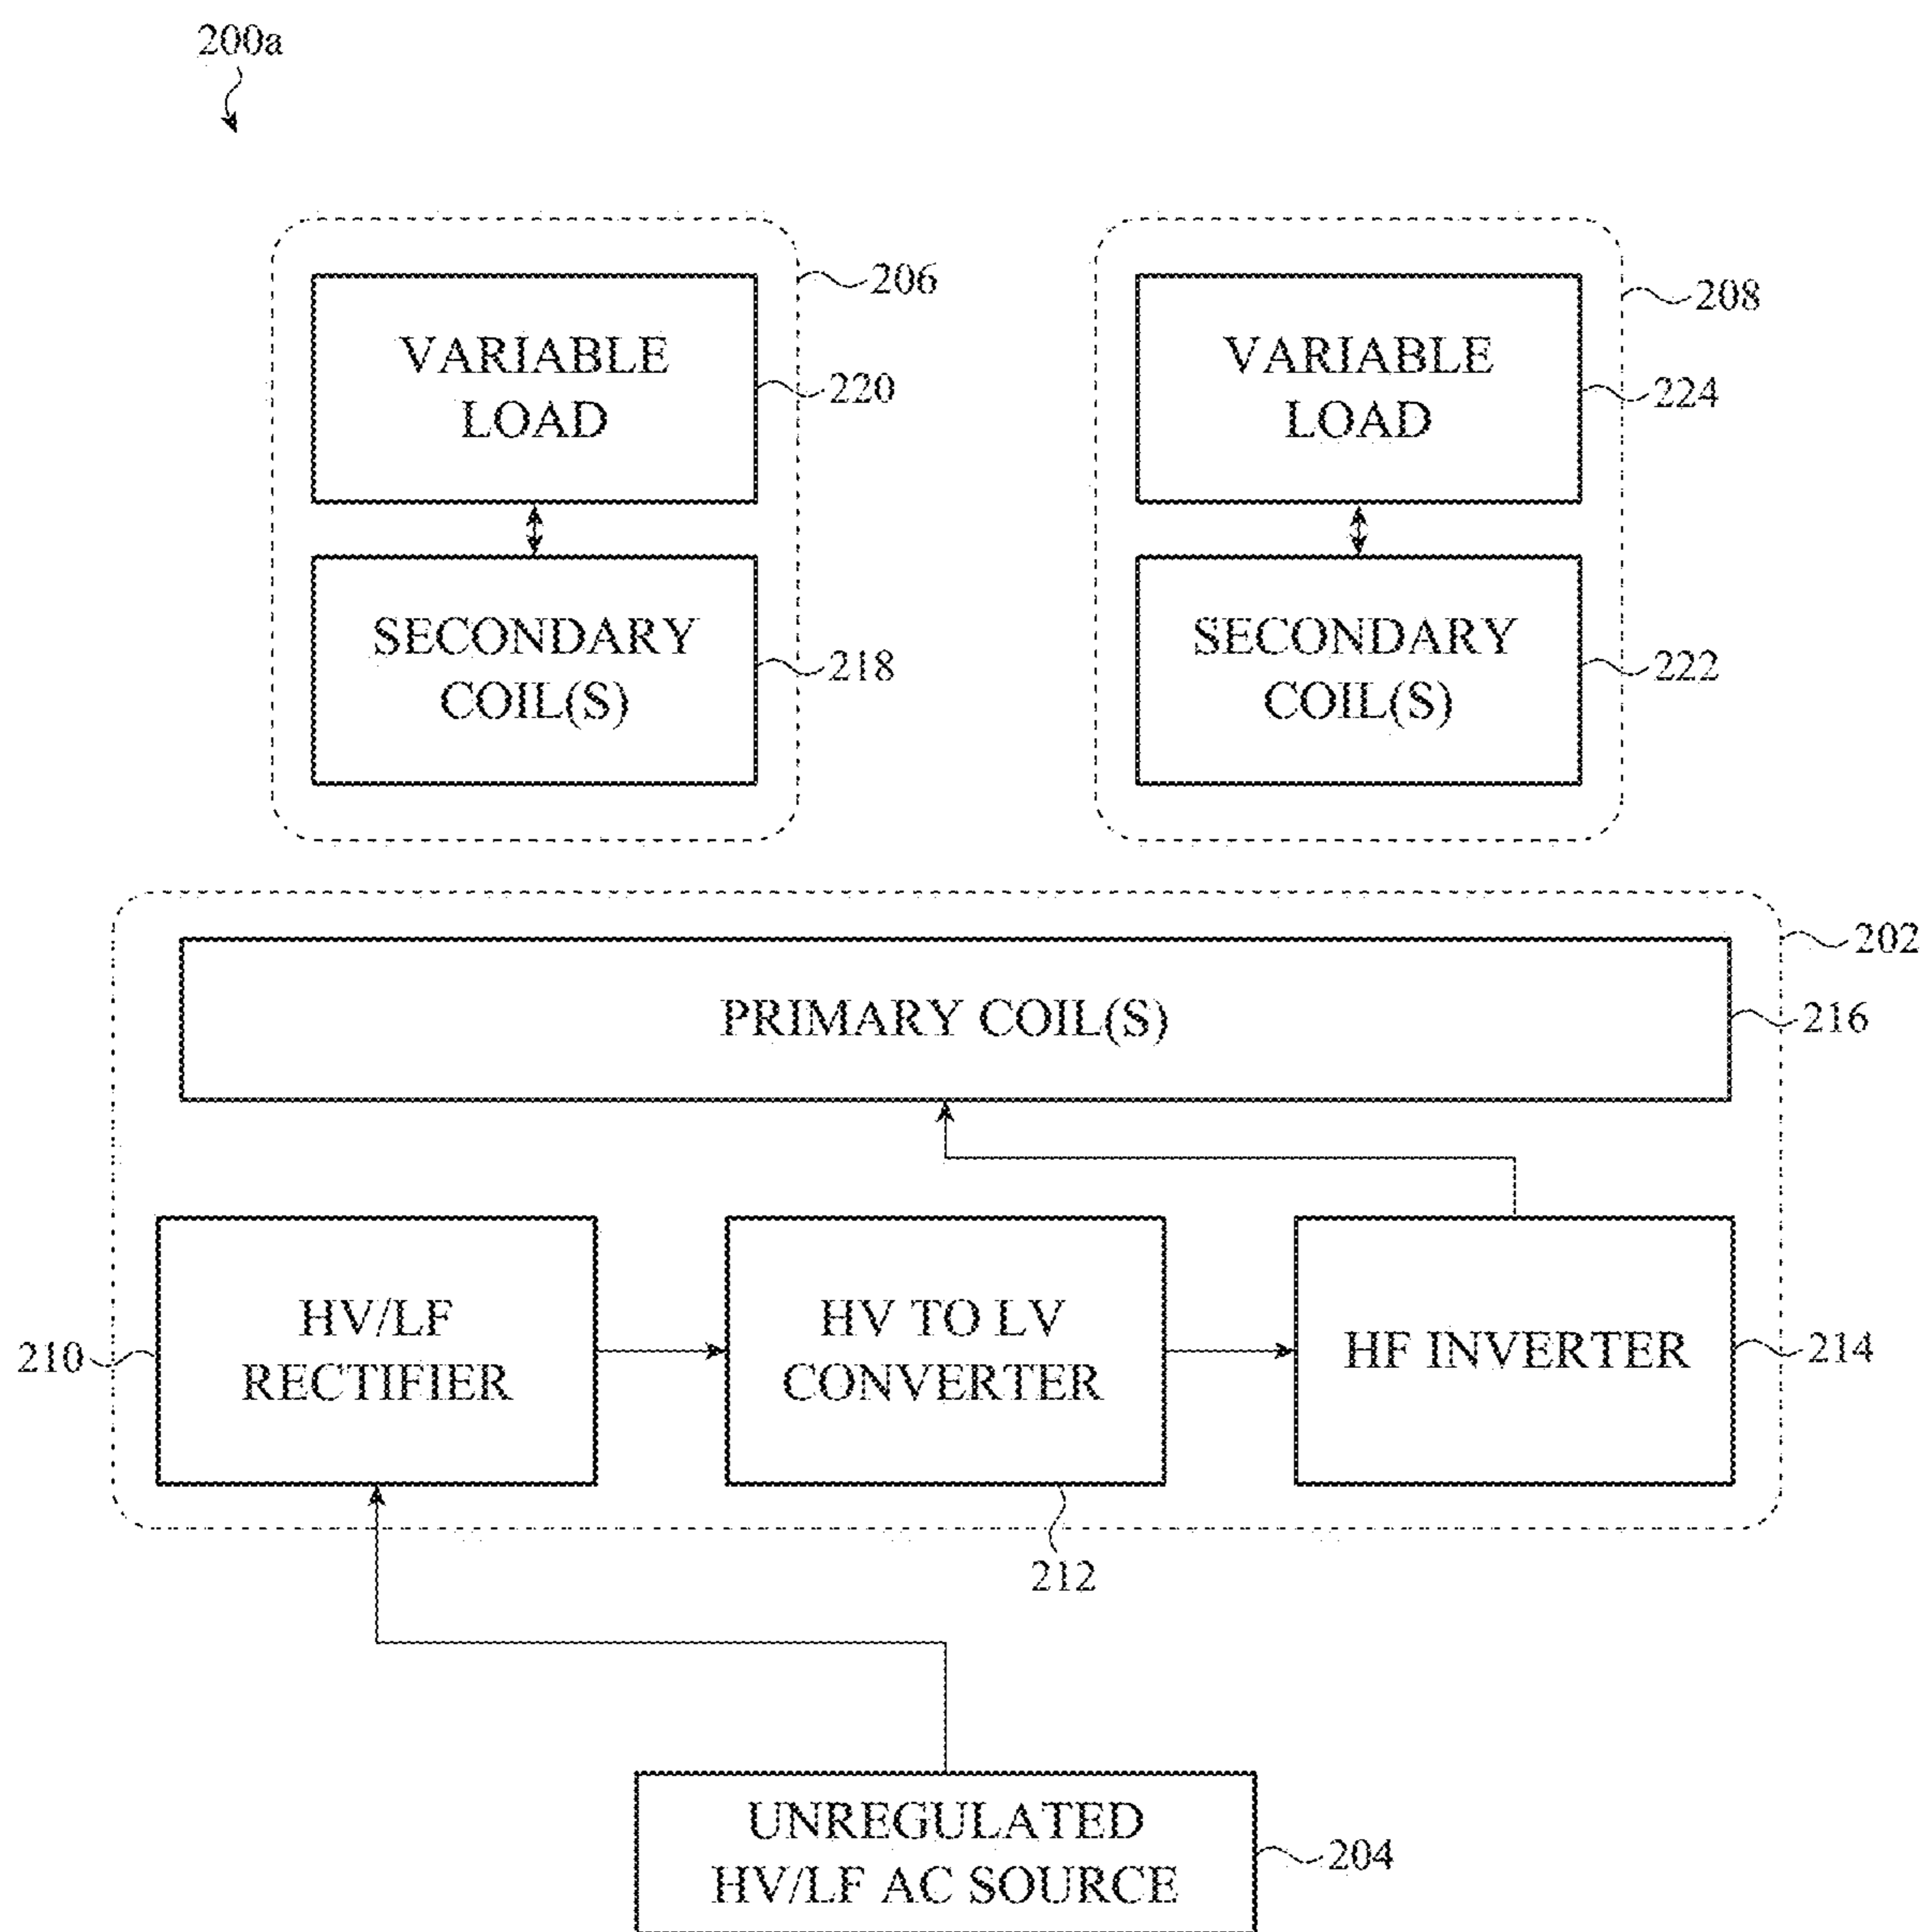 200a
VARIABLE
LOAD
206
220
SECONDARY
COIL(S)
218
VARIABLE
LOAD
208
224
SECONDARY
COIL(S)
222
202
PRIMARY COIL(S)
216
HV/LF
RECTIFIER
210
HV TO LV
CONVERTER
212
HF INVERTER
214
UNREGULATED
HV/LF AC SOURCE
204